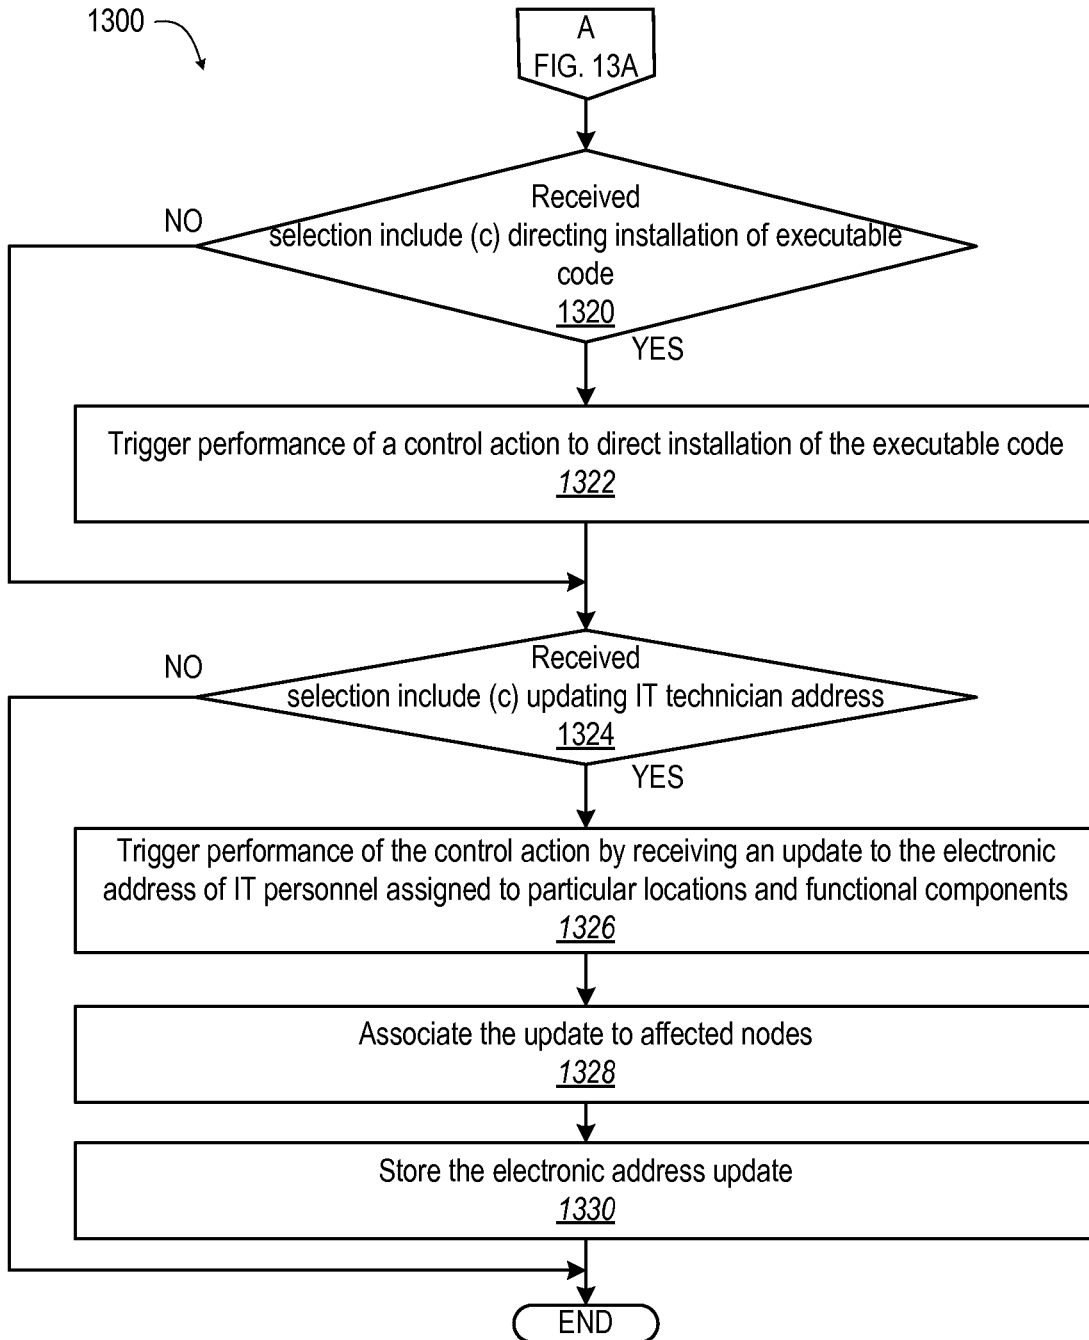 1300
A
FIG. 13A
Received
selection include (c) directing installation of executable
code
1320
NO
YES
Trigger performance of a control action to direct installation of the executable code
1322
Received
selection include (c) updating IT technician address
1324
NO
YES
Trigger performance of the control action by receiving an update to the electronic
address of IT personnel assigned to particular locations and functional components
1326
Associate the update to affected nodes
1328
Store the electronic address update
1330
END